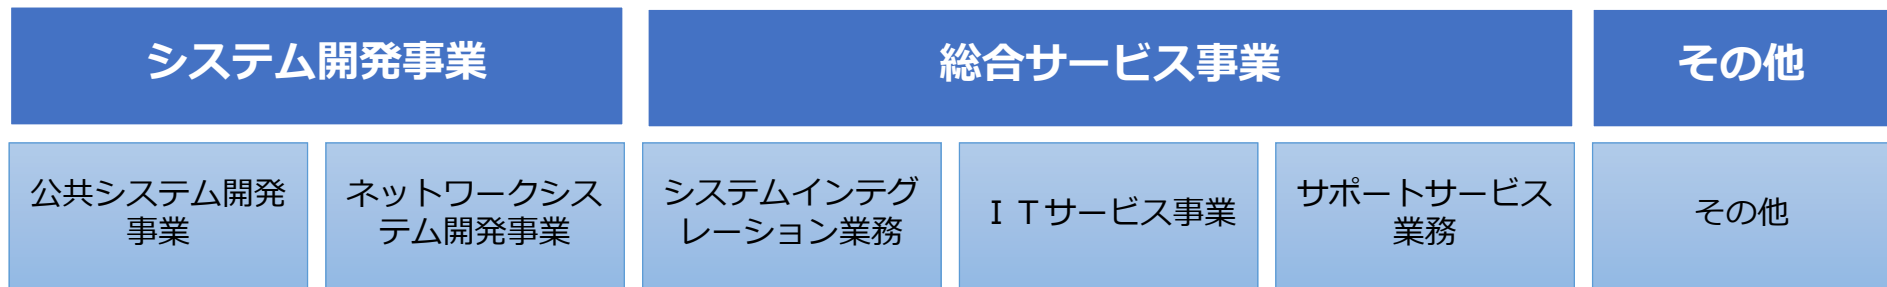 システム開発事業
総合サービス事業
その他
公共システム開発
事業
ネットワークシス
テム開発事業
システムインテグ
レーション業務
ＩＴサービス事業
サポートサービス
業務
その他